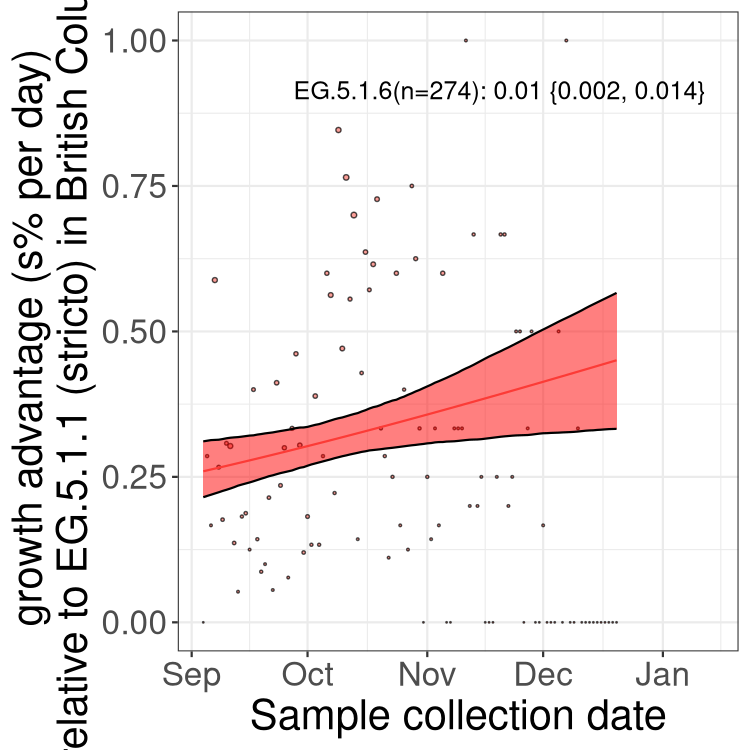 growth advantage (s% per day)
relative to EG.5.1.1 (stricto) in British
1.00
0.75
0.50
0.25
0.00
EG.5.1.6(n=274): 0.01 {0.002, 0.014}
Sep Oct Nov Dec Jan
Sample collection date